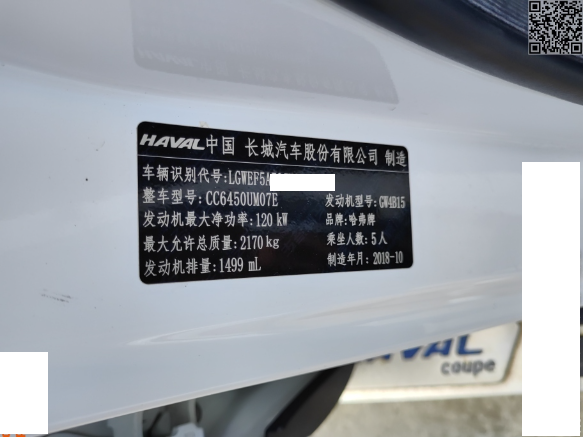 HAVAL中国 长城汽车股份有限公司 制造
车辆识别代号:LGWEF5A
整车型号:CC6450UM07E 发动机型号:GW4B15
发动机最大净功率:120 kW 品牌:哈弗牌
最大允许总质量:2170kg 乘坐人数:5人
发动机排量:1499 mL 制造年月:2018-10
HAVAL
coupe